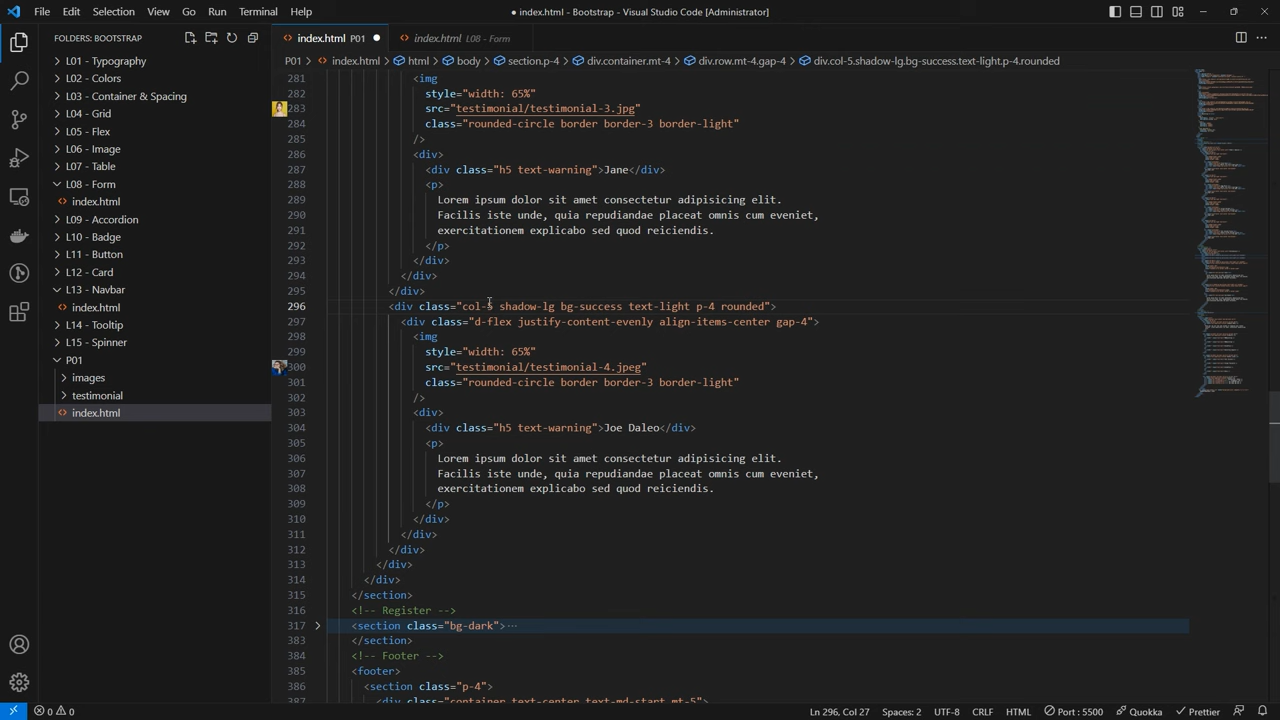 File Edit Selection View Go Run Terminal Help
● index.html - Bootstrap - Visual Studio Code [Administrator]
FOLDERS: BOOTSTRAP
L01 - Typography
L02 - Colors
L03 - Container & Spacing
L04 - Grid
L05 - Flex
L06 - Image
L07 - Table
L08 - Form
index.html
L09 - Accordion
L10 - Badge
L11 - Button
L12 - Card
L13 - Navbar
index.html
L14 - Tooltip
L15 - Spinner
P01
images
testimonial
index.html
index.html P01 ●
index.html L08 - Form
P01 > index.html > html > body > section.p-4 > div.container.mt-4 > div.row.mt-4.gap-4 > div.col-5.shadow-lg.bg-success.text-light.p-4.rounded
281 <img
282 style="width: 65%"
283 src="testimonial/testimonial-3.jpg"
284 class="rounded-circle border border-3 border-light"
285 />
286 <div>
287 <div class="h5 text-warning">Jane</div>
288 <p>
289 Lorem ipsum dolor sit amet consectetur adipisicing elit.
290 Facilis iste unde, quia repudiandae placeat omnis cum eveniet,
291 exercitationem explicabo sed quod reiciendis.
292 </p>
293 </div>
294 </div>
295 </div>
296 <div class="col-5 shadow-lg bg-success text-light p-4 rounded">
297 <div class="d-flex justify-content-evenly align-items-center gap-4">
298 <img
299 style="width: 65%"
300 src="testimonial/testimonial-4.jpeg"
301 class="rounded-circle border border-3 border-light"
302 />
303 <div>
304 <div class="h5 text-warning">Joe Daleo</div>
305 <p>
306 Lorem ipsum dolor sit amet consectetur adipisicing elit.
307 Facilis iste unde, quia repudiandae placeat omnis cum eveniet,
308 exercitationem explicabo sed quod reiciendis.
309 </p>
310 </div>
311 </div>
312 </div>
313 </div>
314 </div>
315 </section>
316 <!-- Register -->
317 <section class="bg-dark">···
383 </section>
384 <!-- Footer -->
385 <footer>
386 <section class="p-4">
387 <div class="container text-center text-md-start mt-5">
0 0
Ln 296, Col 27 Spaces: 2 UTF-8 CRLF HTML Port : 5500 Quokka Prettier